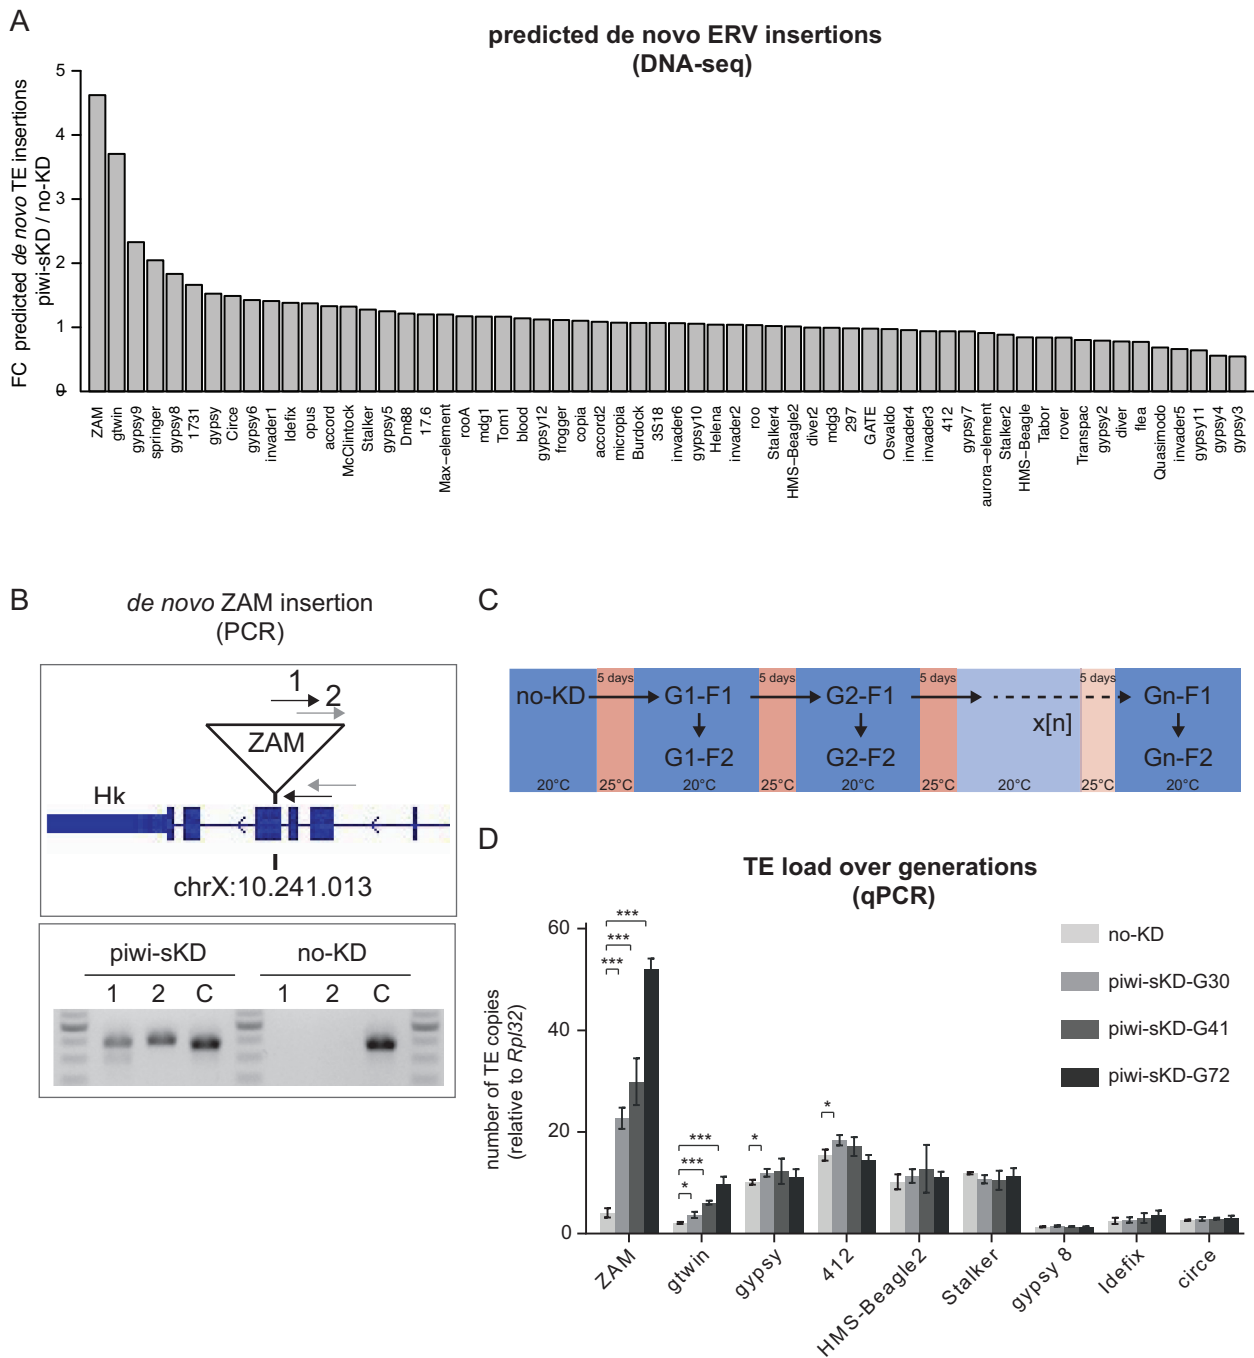 A
predicted de novo ERV insertions
(DNA-seq)
FC predicted de novo TE insertions
piwi-sKD / no-KD
5
4
3
2
1
0
ZAM
gtwin
gypsy9
springer
gypsy8
1731
gypsy
Circe
gypsy6
invader1
Idefix
opus
accord
McClintock
Stalker
gypsy5
Dm88
17.6
Max−element
rooA
mdg1
Tom1
blood
gypsy12
frogger
copia
accord2
micropia
Burdock
3S18
invader6
gypsy10
Helena
invader2
roo
Stalker4
HMS−Beagle2
diver2
mdg3
297
GATE
Osvaldo
invader4
invader3
412
gypsy7
aurora−element
Stalker2
HMS−Beagle
Tabor
rover
Transpac
gypsy2
diver
flea
Quasimodo
invader5
gypsy11
gypsy4
gypsy3
B
de novo ZAM insertion
(PCR)
1
2
ZAM
Hk
chrX:10.241.013
piwi-sKD no-KD
1 2 C 1 2 C
C
5 days 5 days 5 days 5 days
no-KD G1-F1 G2-F1 Gn-F1
x[n]
G1-F2 G2-F2 Gn-F2
20°C 25°C 20°C 25°C 20°C 25°C 20°C 25°C 20°C
D
TE load over generations
(qPCR)
number of TE copies
(relative to Rpl32)
60
40
20
0
***
***
***
***
***
*
*
*
no-KD
piwi-sKD-G30
piwi-sKD-G41
piwi-sKD-G72
ZAM
gtwin
gypsy
412
HMS-Beagle2
Stalker
gypsy 8
Idefix
circe